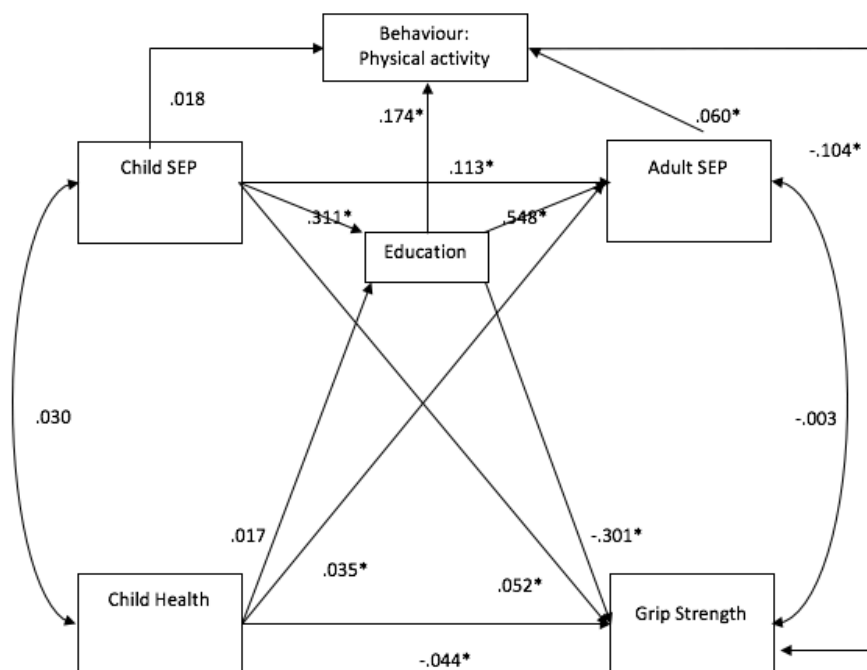 Behaviour:
Physical activity
.018
.174*
.060*
-.104*
Child SEP
.113*
Adult SEP
.311*
.548*
Education
.030
-.003
.017
.035*
.052*
-.301*
Child Health
Grip Strength
-.044*